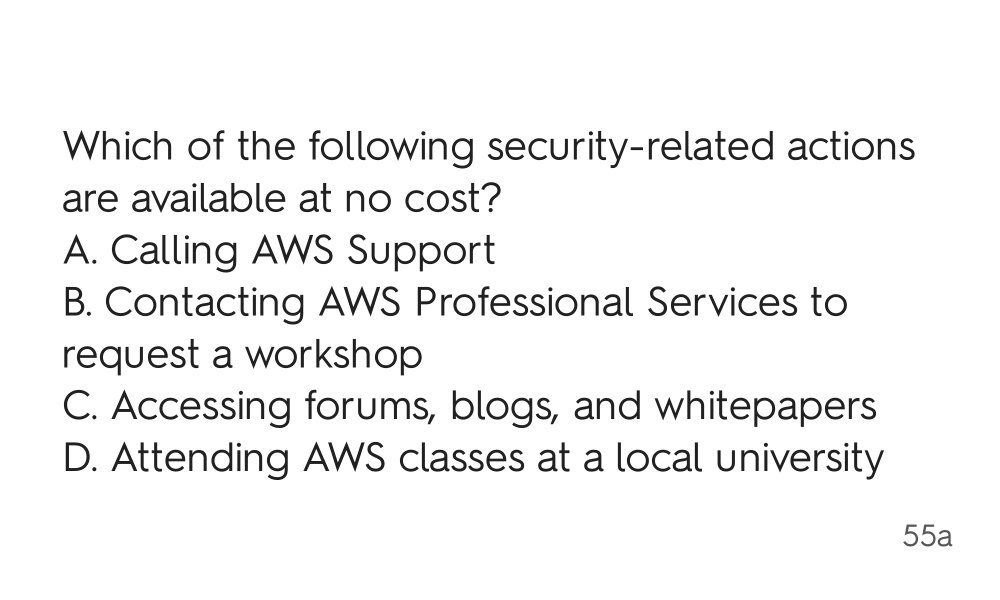 Which of the following security-related actions
are available at no cost?
A. Calling AWS Support
B. Contacting AWS Professional Services to
request a workshop
C. Accessing forums, blogs, and whitepapers
D. Attending AWS classes at a local university
55a